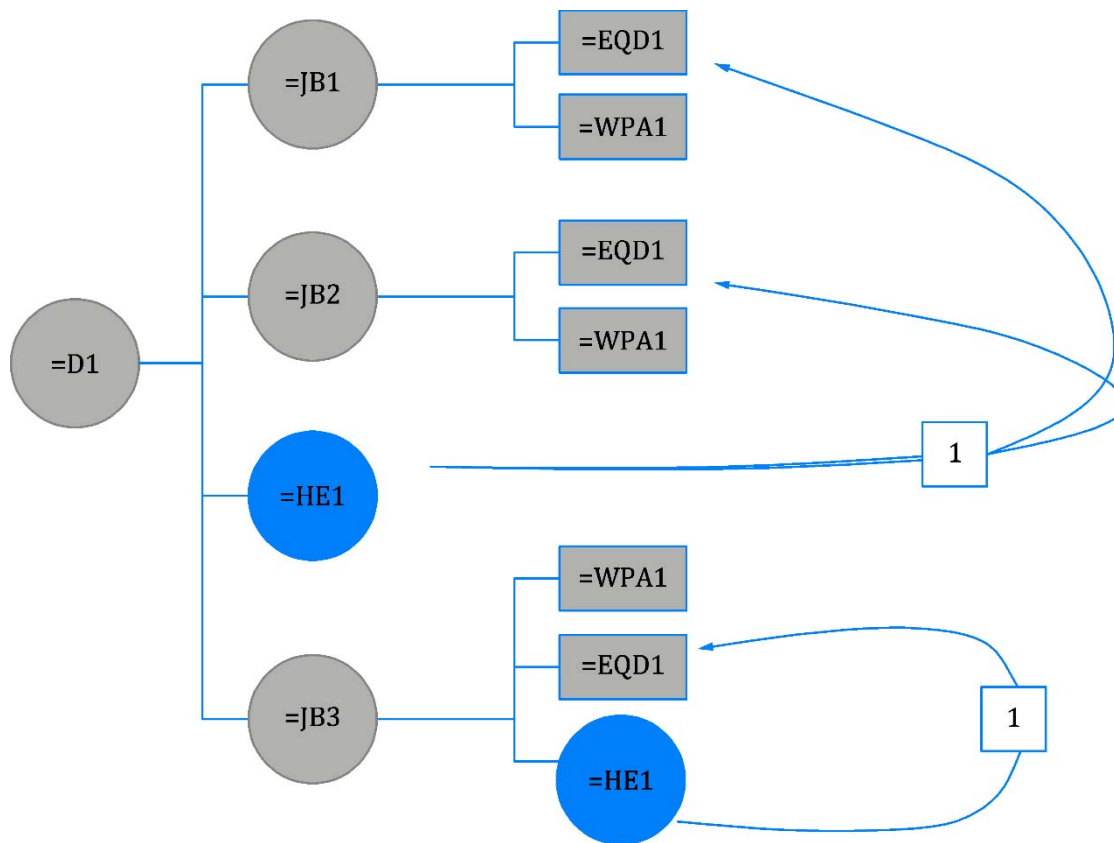 =EQD1
=JB1
=WPA1
=EQD1
=JB2
=WPA1
=D1
1
=HE1
=WPA1
=EQD1
=JB3
1
=HE1